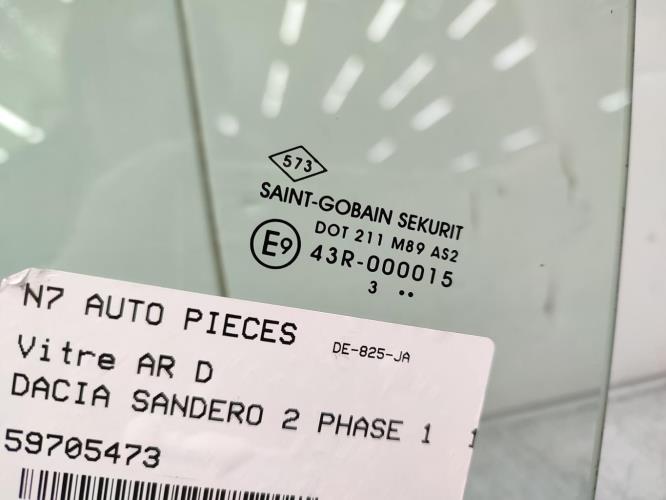 573
SAINT-GOBAIN SEKURIT
DOT 211 M89 AS2
E9 43R-000015
3 ••
N7 AUTO PIECES
DE-825-JA
Vitre AR D
DACIA SANDERO 2 PHASE 1
59705473